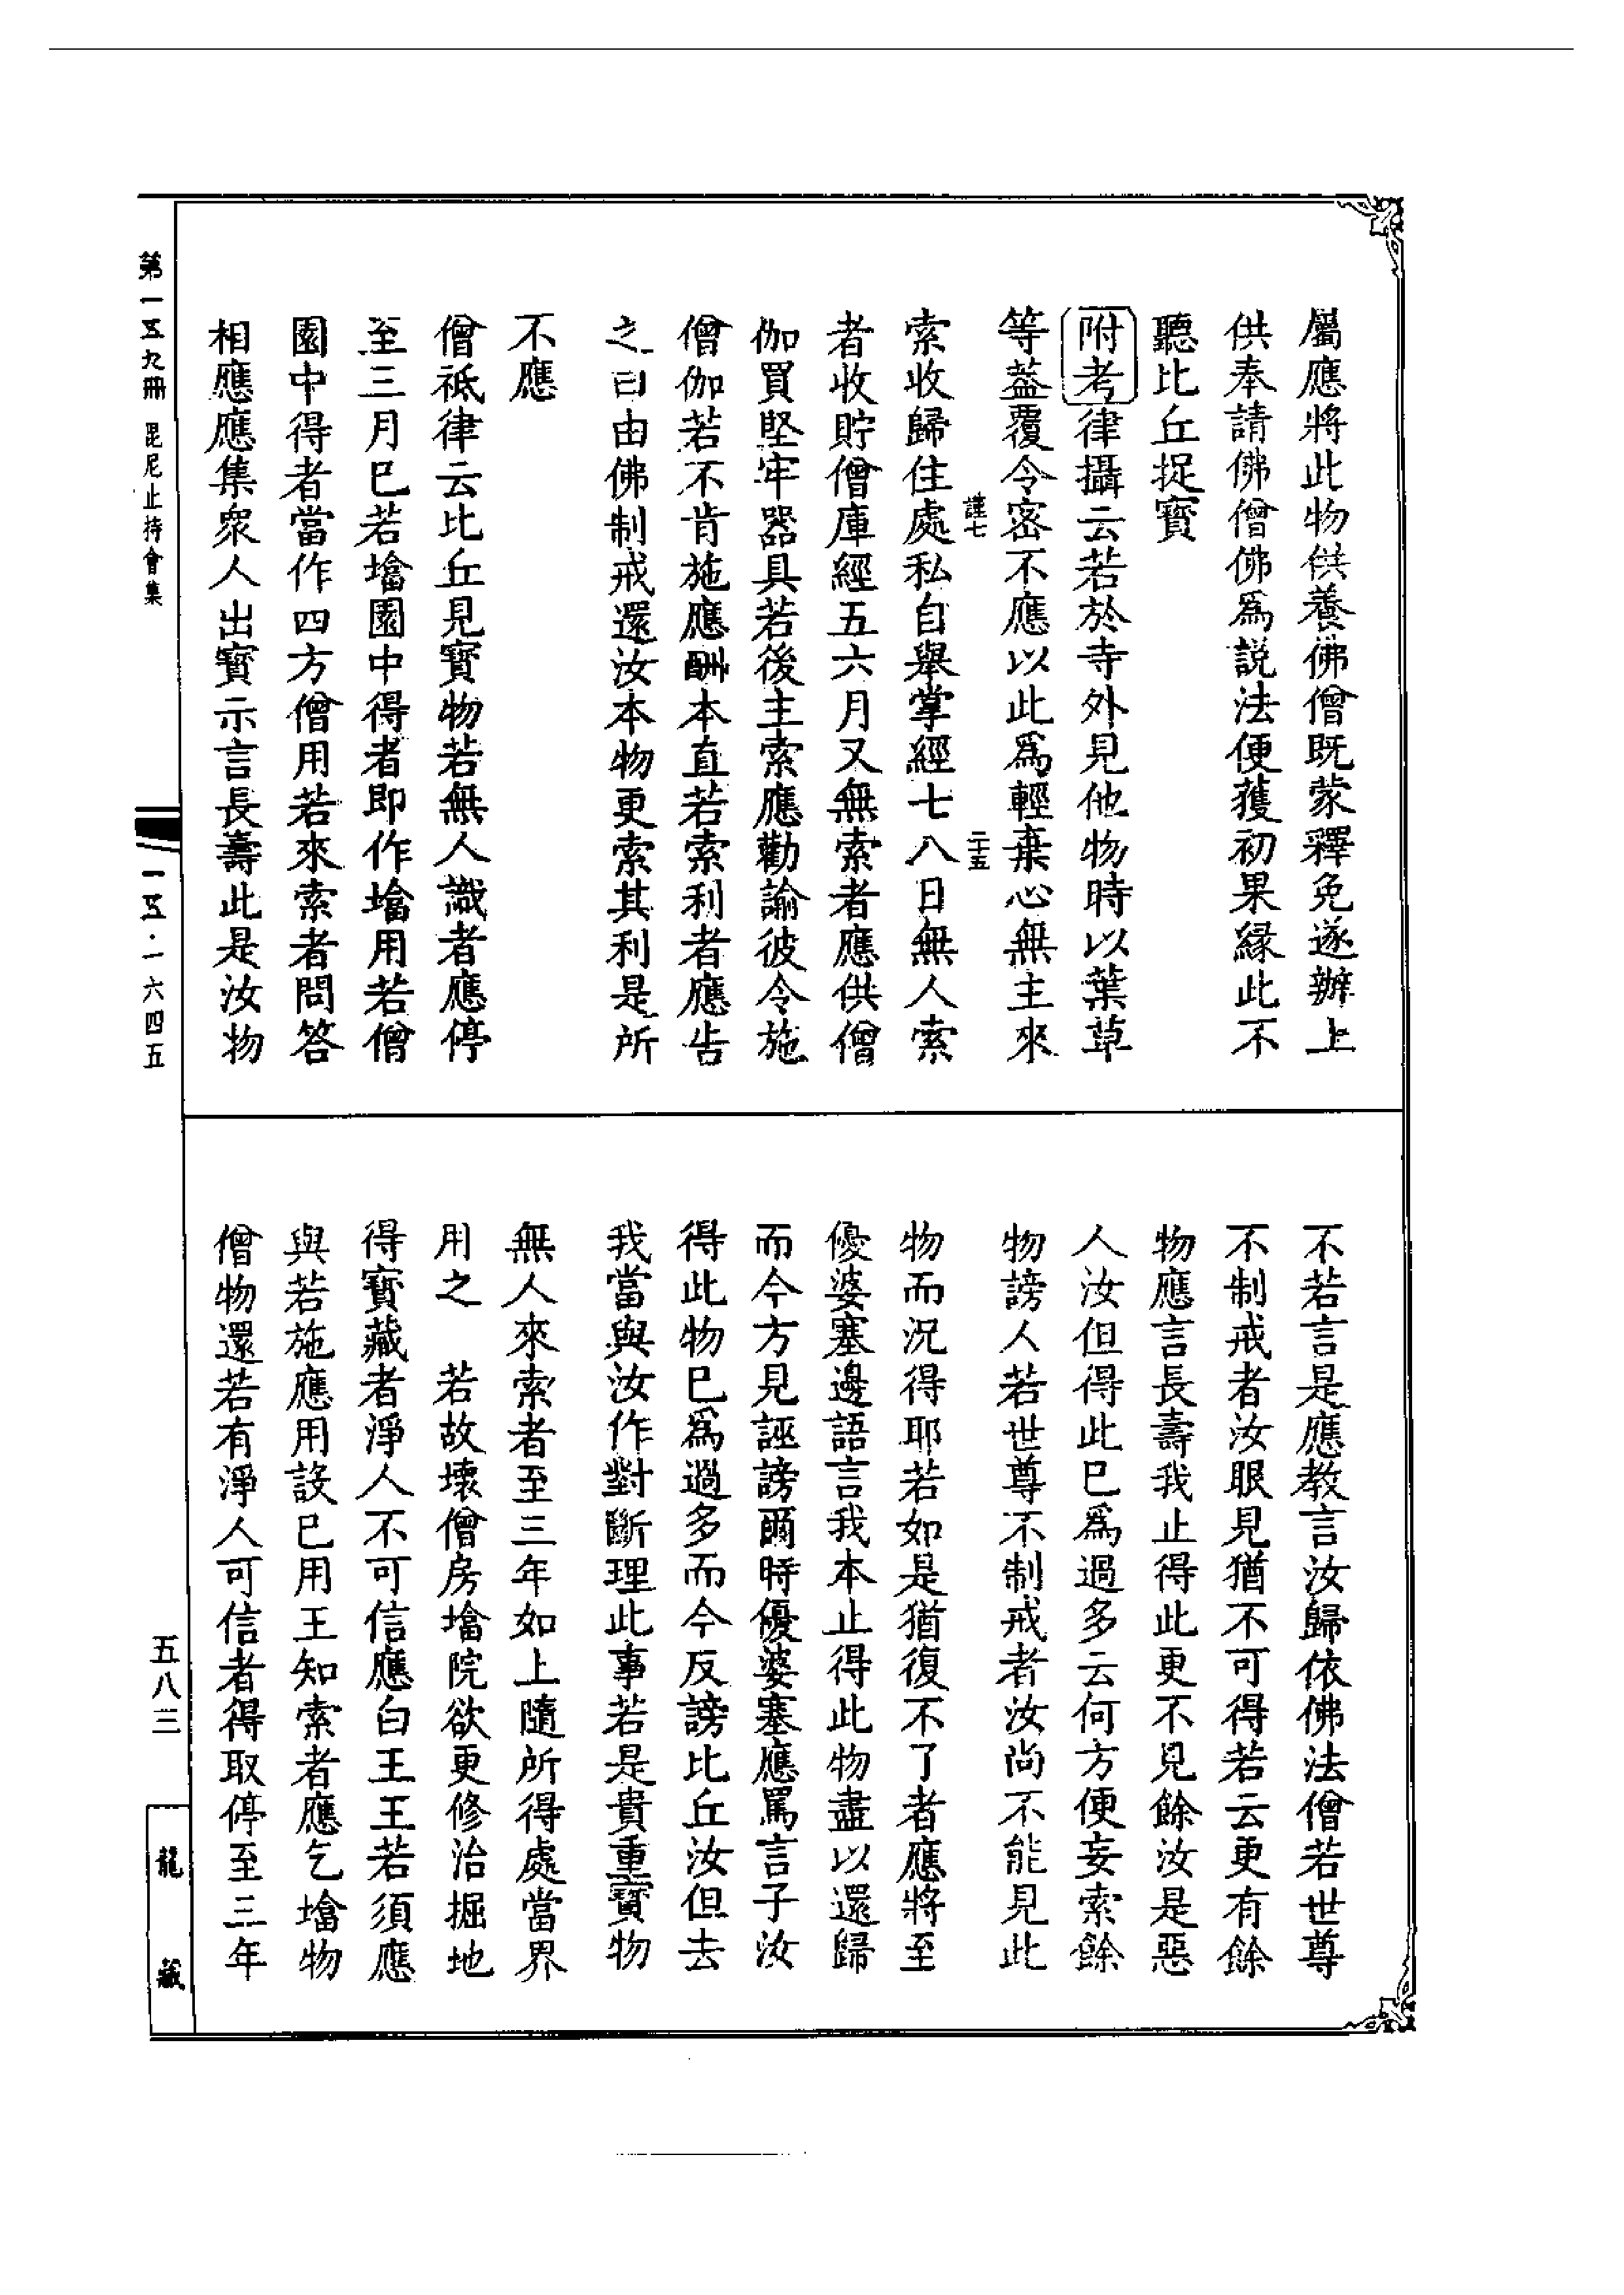 屬應將此物供養佛僧既蒙釋免遂辦上
供奉請佛僧佛爲説法便獲初果緣此不
聽比丘捉寶
附考律攝云若於寺外見他物時以葉草
等葢覆令密不應以此爲輕棄心無主來
謹七 二十五
索收歸住處私自舉掌經七八日無人索
者收貯僧庫經五六月又無索者應供僧
伽買堅牢器具若後主索應勸諭彼令施
僧伽若不肯施應酬本直若索利者應告
之曰由佛制戒還汝本物更索其利是所
不應
僧祇律云比丘見寳物若無人識者應停
至三月已若墖園中得者即作墖用若僧
園中得者當作四方僧用若來索者問答
相應應集衆人出寳示言長壽此是汝物
不若言是應教言汝歸依佛法僧若世尊
不制戒者汝眼見猶不可得若云更有餘
物應言長壽我止得此更不見餘汝是惡
人汝但得此已爲過多云何方便妄索餘
物謗人若世尊不制戒者汝尚不能見此
物而況得耶若如是猶復不了者應將至
優婆塞邊語言我本止得此物盡以還歸
而今方見誣謗爾時優婆塞應罵言子汝
得此物已爲過多而今反謗比丘汝但去
我當與汝作對斷理此事若是貴重寳物
無人來索者至三年如上隨所得處當界
用之　若故壞僧房墖院欲更修治掘地
得寳藏者淨人不可信應白王王若須應
與若施應用設已用王知索者應乞墖物
僧物還若有淨人可信者得取停至三年
第一五九冊 毘尼止持會集
一五·一六四五
五八三
龍藏